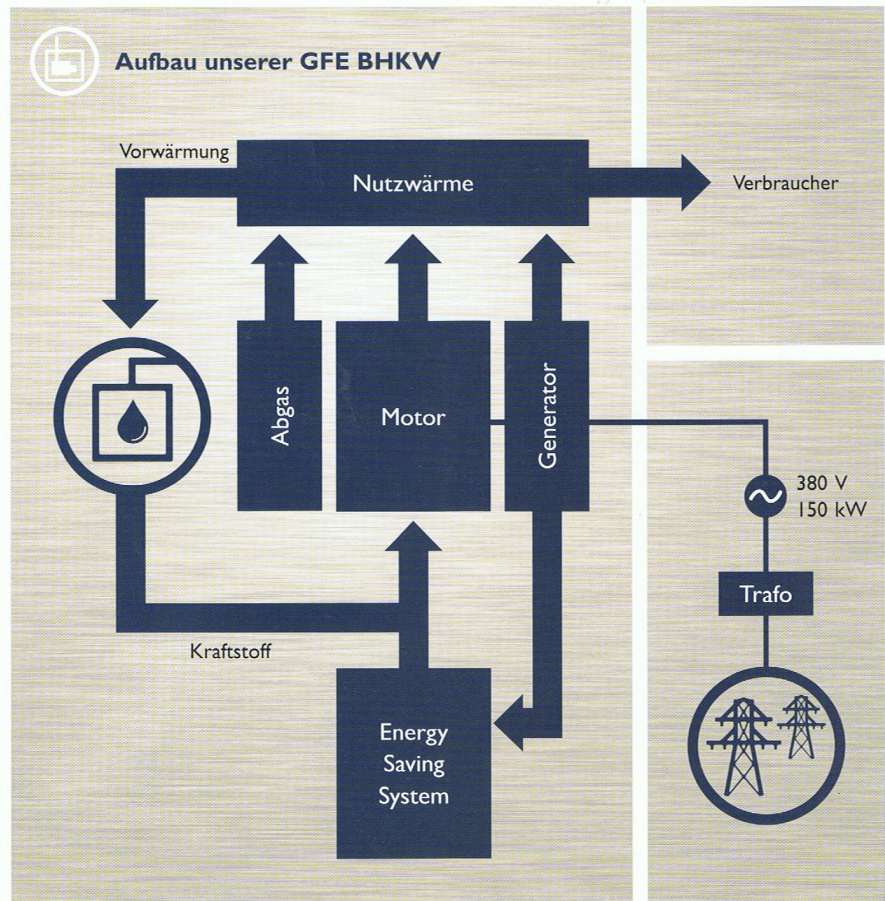 Aufbau unserer GFE BHKW
Vorwärmung
Nutzwärme
Verbraucher
Abgas
Motor
Generator
380 V
150 kW
Trafo
Kraftstoff
Energy
Saving
System